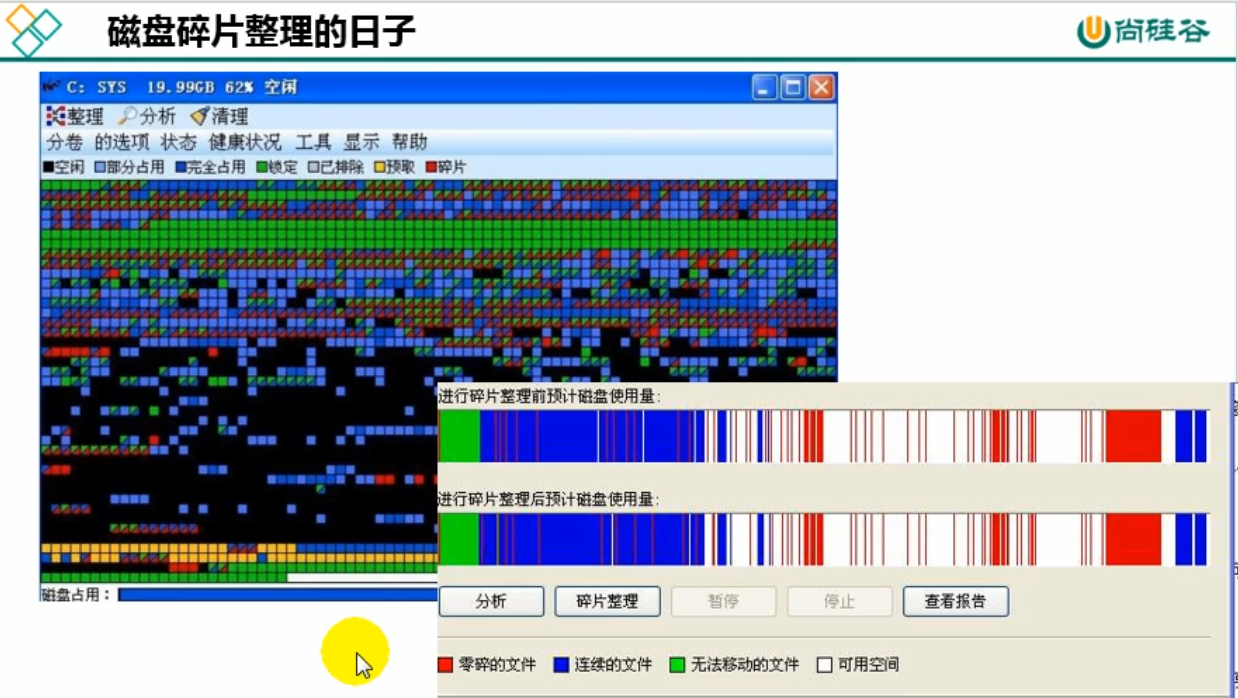 磁盘碎片整理的日子
尚硅谷
C: SYS 19.99GB 62% 空闲
整理 分析 清理
分卷 的选项 状态 健康状况 工具 显示 帮助
空闲 部分占用 完全占用 锁定 已排除 预取 碎片
进行碎片整理前预计磁盘使用量:
进行碎片整理后预计磁盘使用量:
磁盘占用：
分析 碎片整理 暂停 停止 查看报告
零碎的文件 连续的文件 无法移动的文件 可用空间